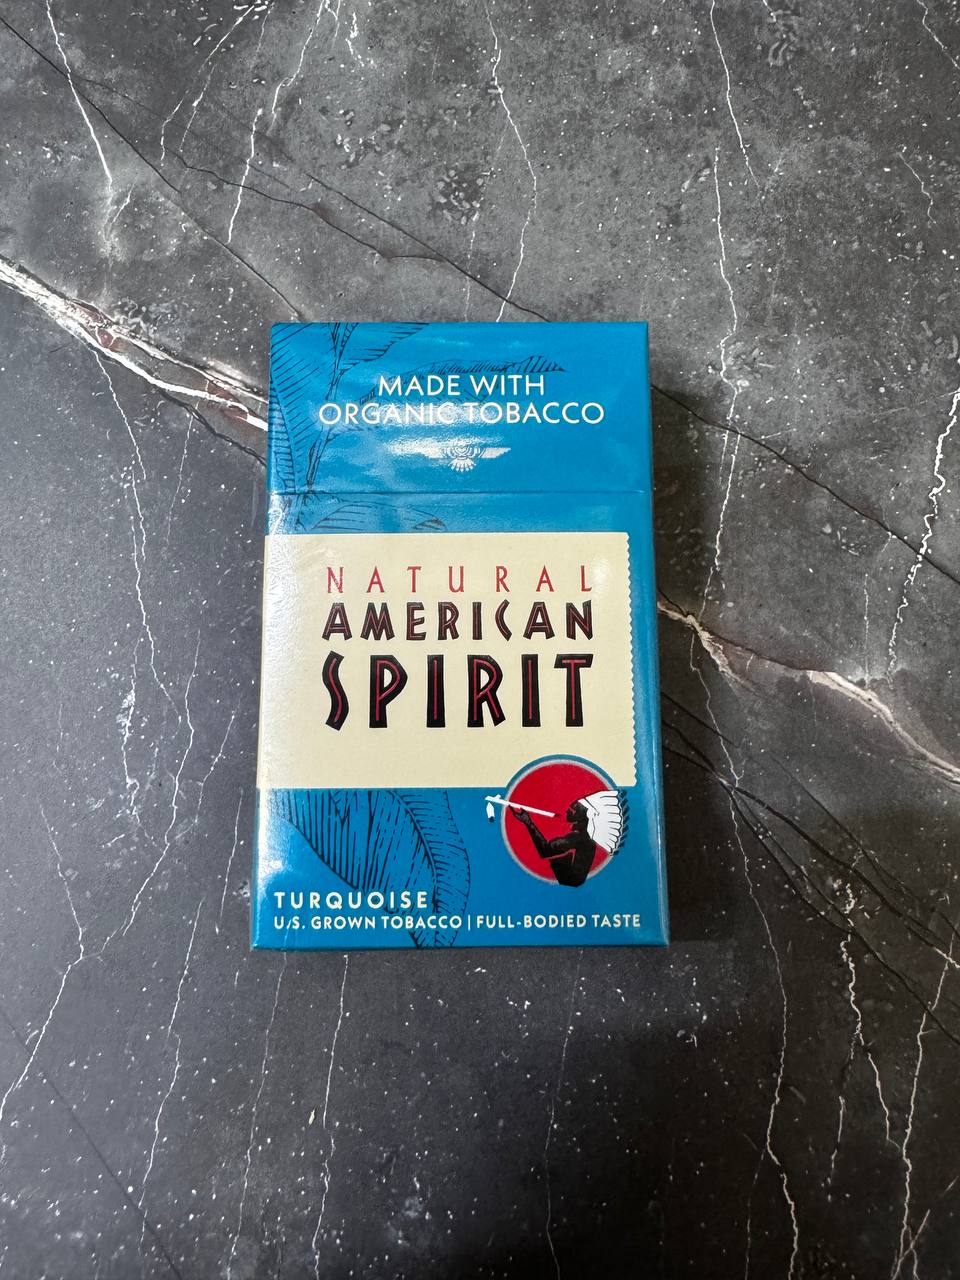 MADE WITH
ORGANIC TOBACCO
NATURAL
AMERICAN
SPIRIT
TURQUOISE
U.S. GROWN TOBACCO | FULL-BODIED TASTE